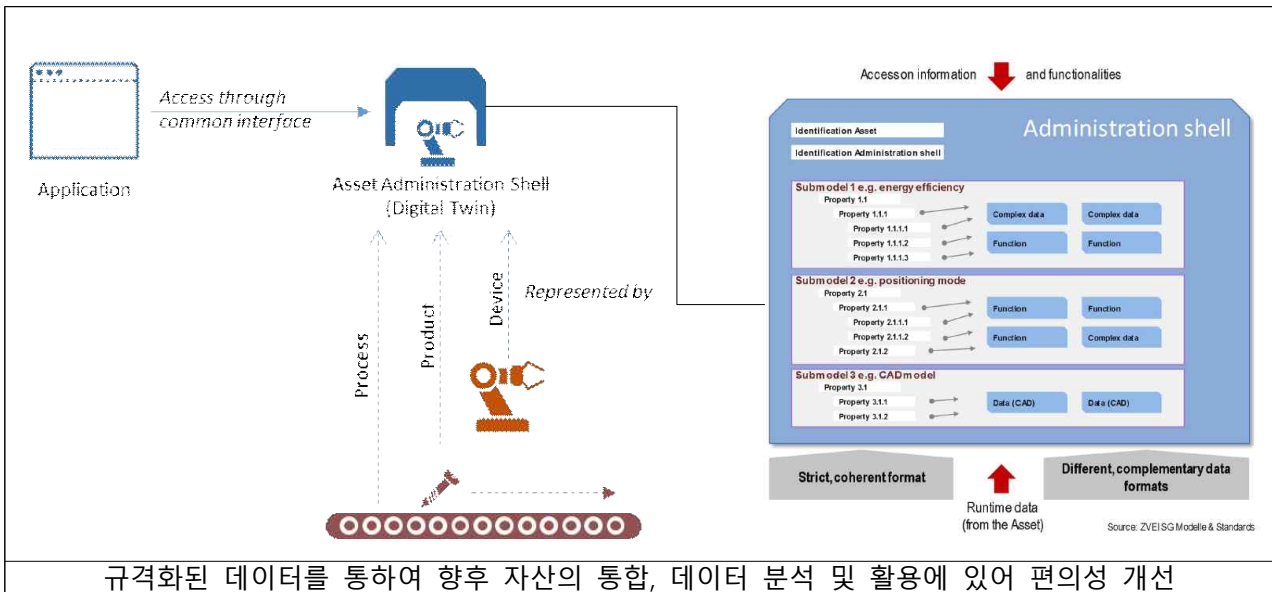 Application
Access through
common interface
Asset Administration Shell
(Digital Twin)
Process
Product
Device
Represented by
Access on information and functionalities
Administration shell
Identification Asset
Identification Administration shell
Submodel 1 e.g. energy efficiency
Property 1.1
Property 1.1.1
Property 1.1.1.1
Property 1.1.1.2
Property 1.1.1.3
Complex data Complex data
Function Function
Submodel 2 e.g. positioning mode
Property 2.1
Property 2.1.1
Property 2.1.1.1
Property 2.1.1.2
Property 2.1.2
Function Function
Function Complex data
Submodel 3 e.g. CAD model
Property 3.1
Property 3.1.1
Property 3.1.2
Data (CAD) Data (CAD)
Strict, coherent format
Different, complementary data
formats
Runtime data
(from the Asset)
Source: ZVEI SG Modelle & Standards
규격화된 데이터를 통하여 향후 자산의 통합, 데이터 분석 및 활용에 있어 편의성 개선